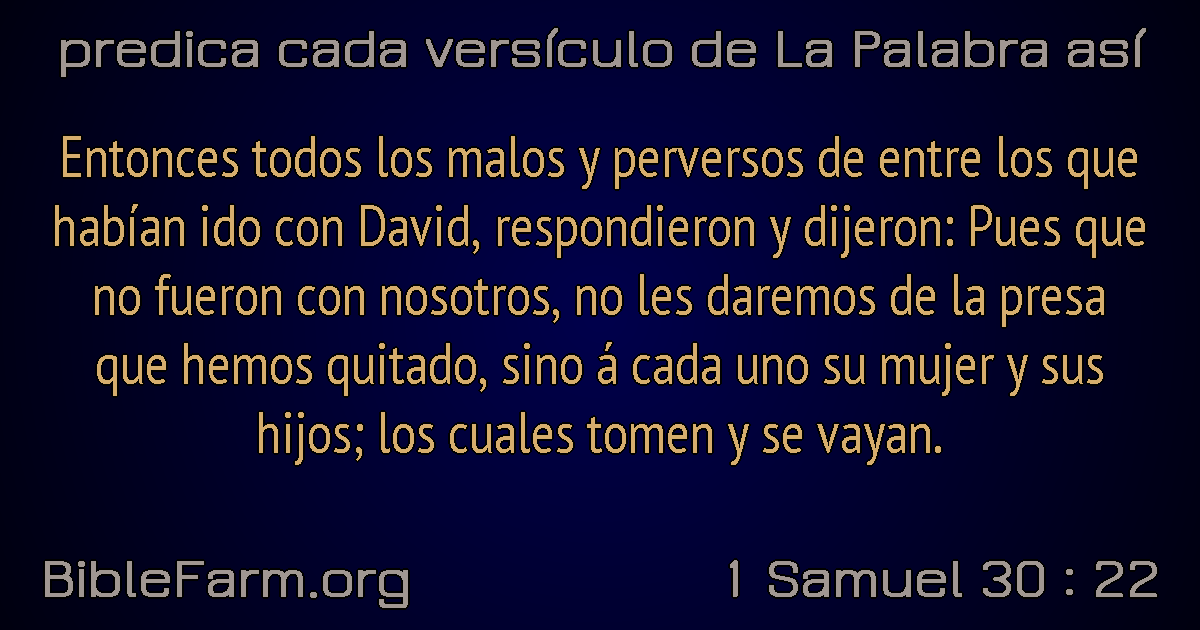 predica cada versículo de La Palabra así
Entonces todos los malos y perversos de entre los que
habían ido con David, respondieron y dijeron: Pues que
no fueron con nosotros, no les daremos de la presa
que hemos quitado, sino á cada uno su mujer y sus
hijos; los cuales tomen y se vayan.
BibleFarm.org
1 Samuel 30 : 22